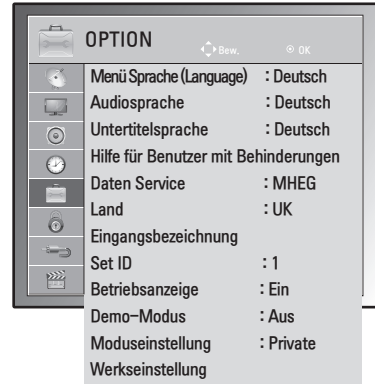 OPTION
Bew.
OK
Menü Sprache (Language) : Deutsch
Audiosprache : Deutsch
Untertitelsprache : Deutsch
Hilfe für Benutzer mit Behinderungen
Daten Service : MHEG
Land : UK
Eingangsbezeichnung
Set ID : 1
Betriebsanzeige : Ein
Demo-Modus : Aus
Moduseinstellung : Private
Werkseinstellung